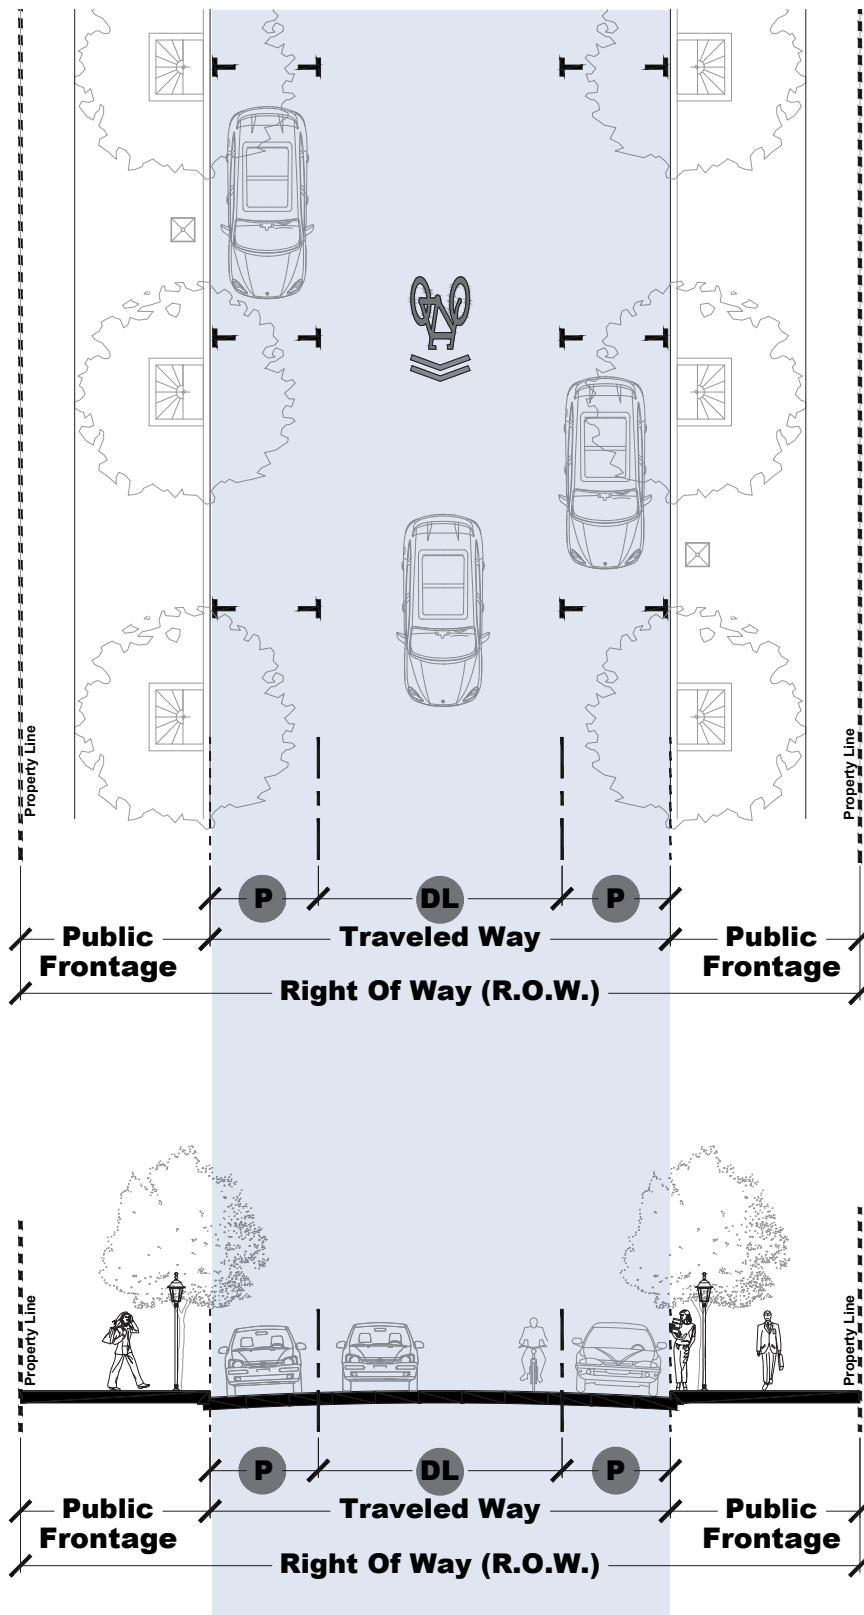 Property Line
Property Line
P
DL
P
Public
Frontage
Traveled Way
Public
Frontage
Right Of Way (R.O.W.)
Property Line
Property Line
P
DL
P
Public
Frontage
Traveled Way
Public
Frontage
Right Of Way (R.O.W.)